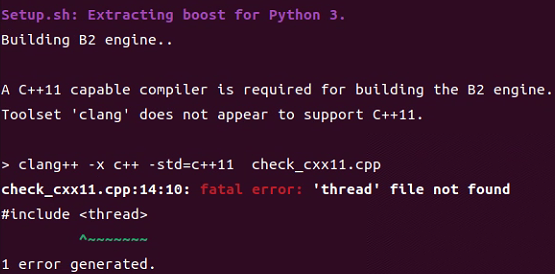 Setup.sh: Extracting boost for Python 3.
Building B2 engine..
A C++11 capable compiler is required for building the B2 engine.
Toolset 'clang' does not appear to support C++11.
> clang++ -x c++ -std=c++11  check_cxx11.cpp
check_cxx11.cpp:14:10: fatal error: 'thread' file not found
#include <thread>
         ^~~~~~~~
1 error generated.